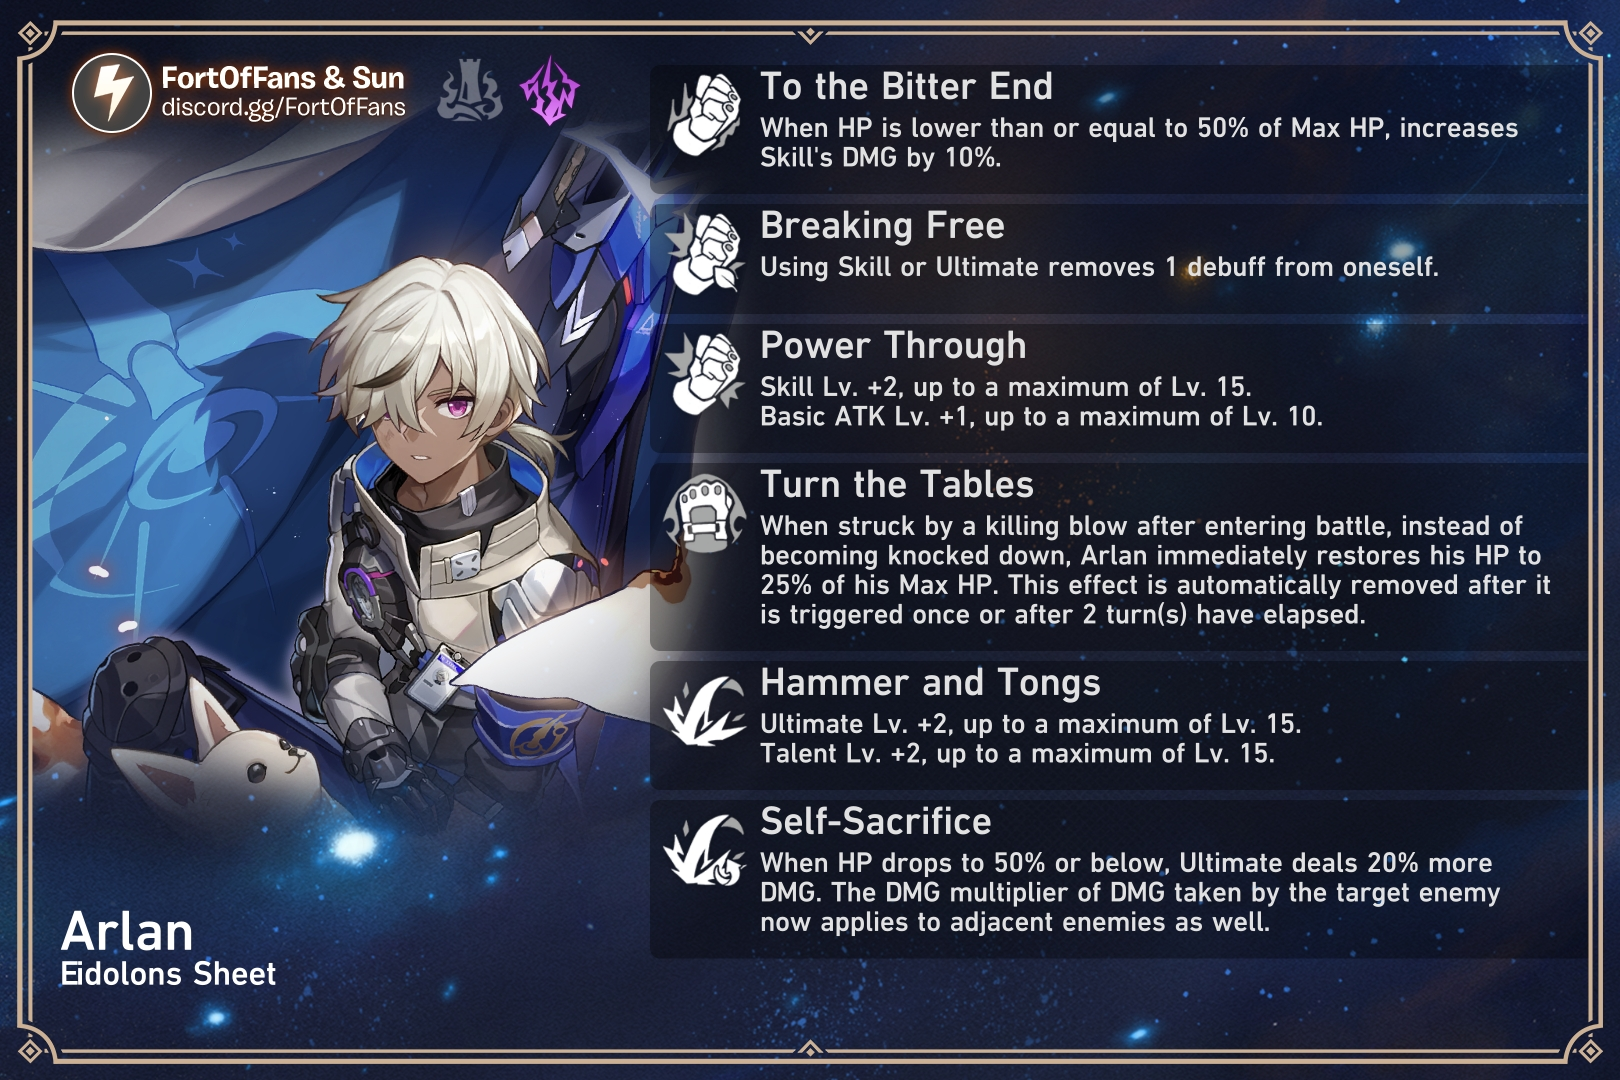 FortOfFans & Sun
discord.gg/FortOfFans
To the Bitter End
When HP is lower than or equal to 50% of Max HP, increases
Skill's DMG by 10%.
Breaking Free
Using Skill or Ultimate removes 1 debuff from oneself.
Power Through
Skill Lv. +2, up to a maximum of Lv. 15.
Basic ATK Lv. +1, up to a maximum of Lv. 10.
Turn the Tables
When struck by a killing blow after entering battle, instead of
becoming knocked down, Arlan immediately restores his HP to
25% of his Max HP. This effect is automatically removed after it
is triggered once or after 2 turn(s) have elapsed.
Hammer and Tongs
Ultimate Lv. +2, up to a maximum of Lv. 15.
Talent Lv. +2, up to a maximum of Lv. 15.
Self-Sacrifice
When HP drops to 50% or below, Ultimate deals 20% more
DMG. The DMG multiplier of DMG taken by the target enemy
now applies to adjacent enemies as well.
Arlan
Eidolons Sheet